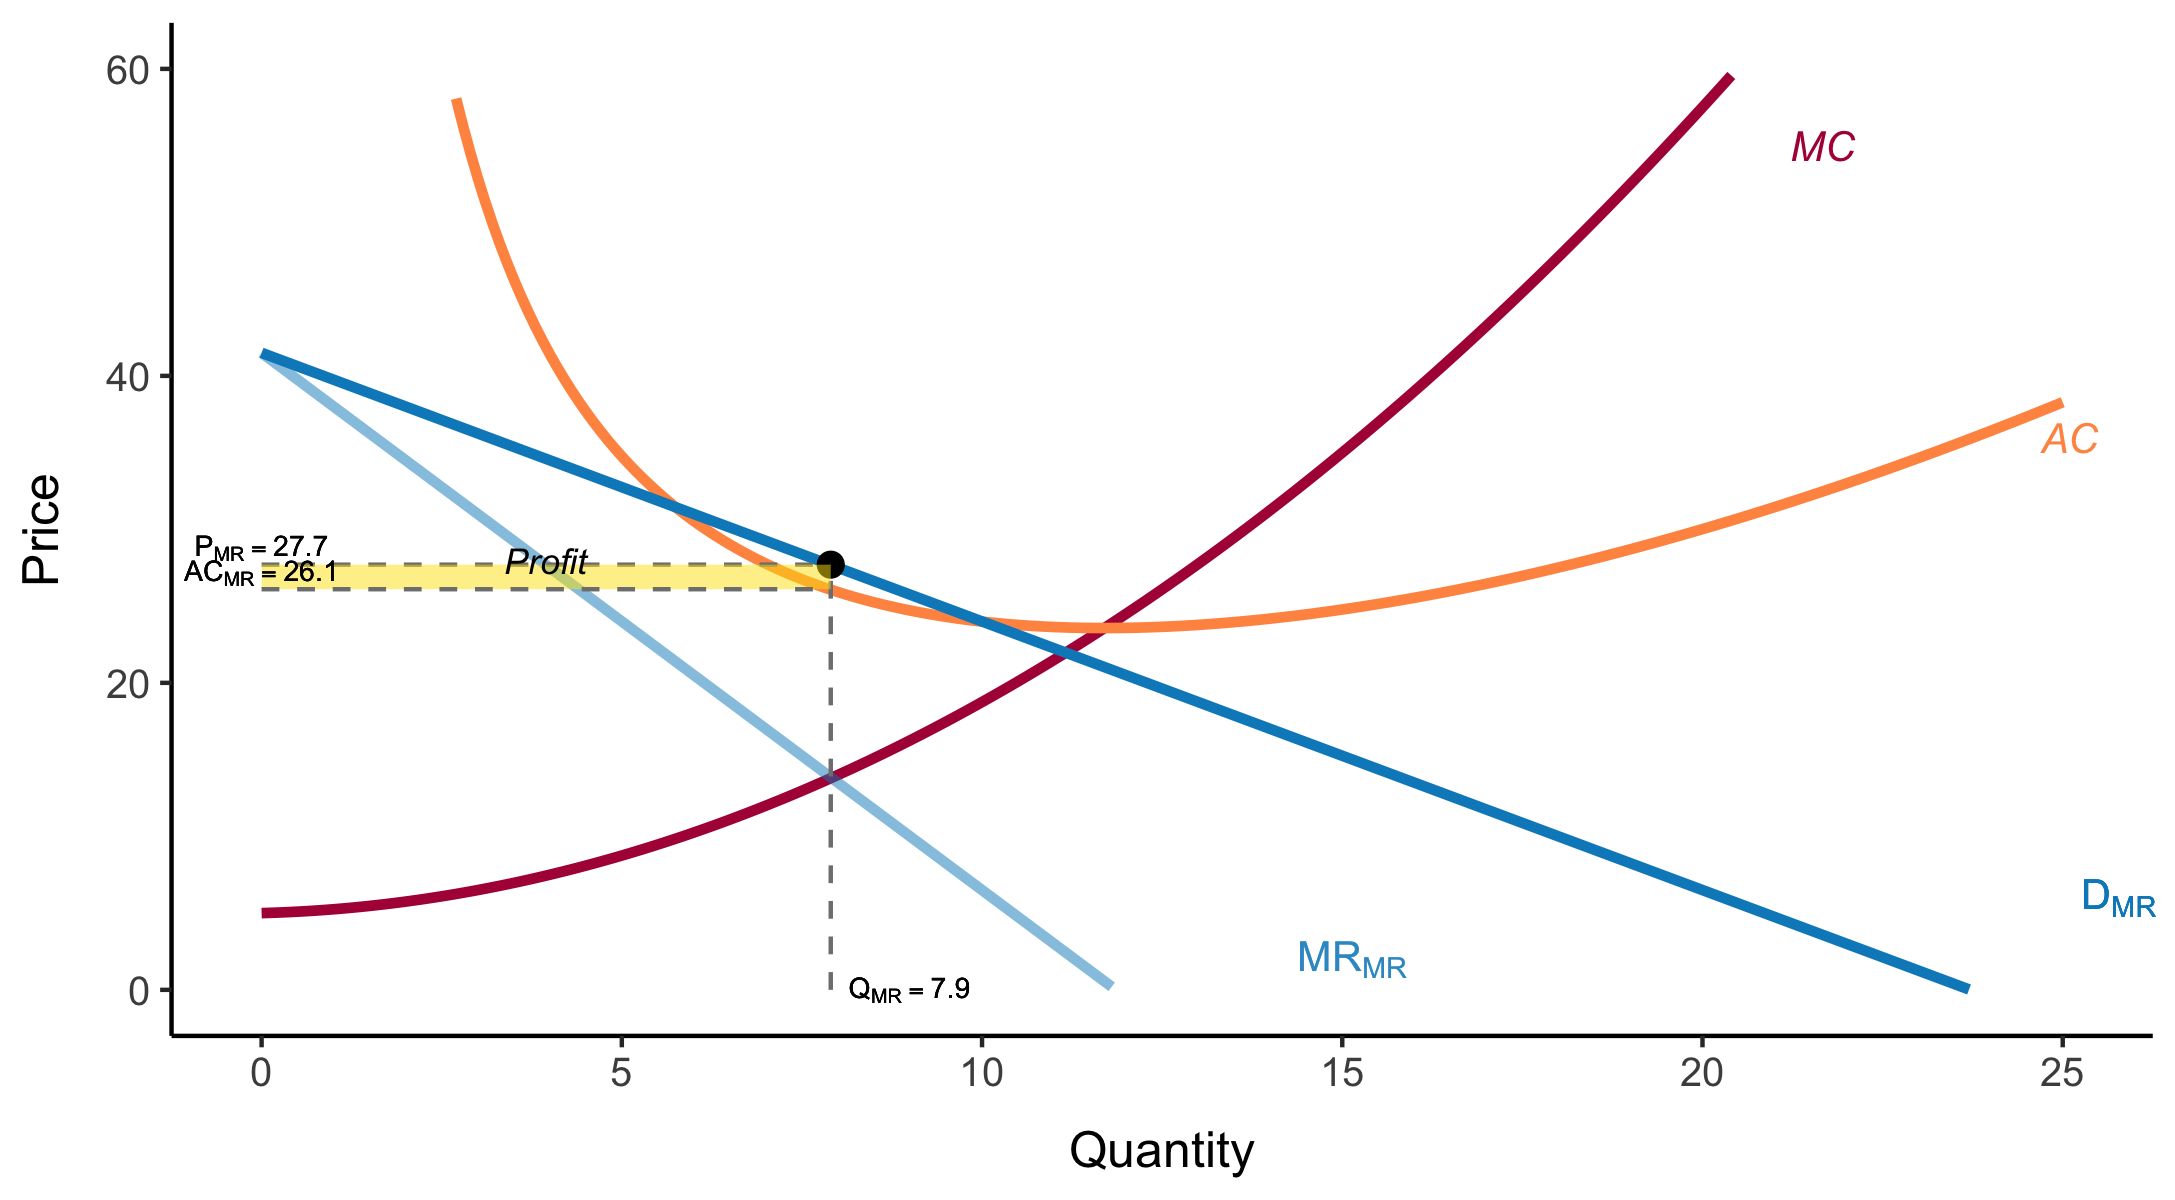 60
MC
40
AC
Price
P_MR = 27.7
Profit
AC_MR = 26.1
20
D_MR
MR_MR
0
Q_MR = 7.9
0 5 10 15 20 25
Quantity